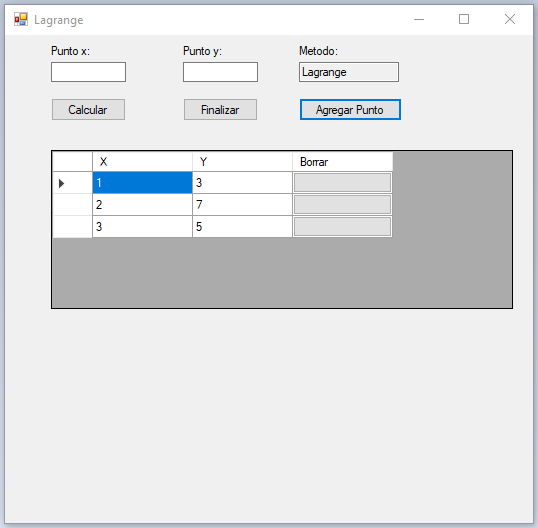 Lagrange
Punto x: Punto y: Metodo:
Lagrange
Calcular Finalizar Agregar Punto
X Y Borrar
1 3
2 7
3 5